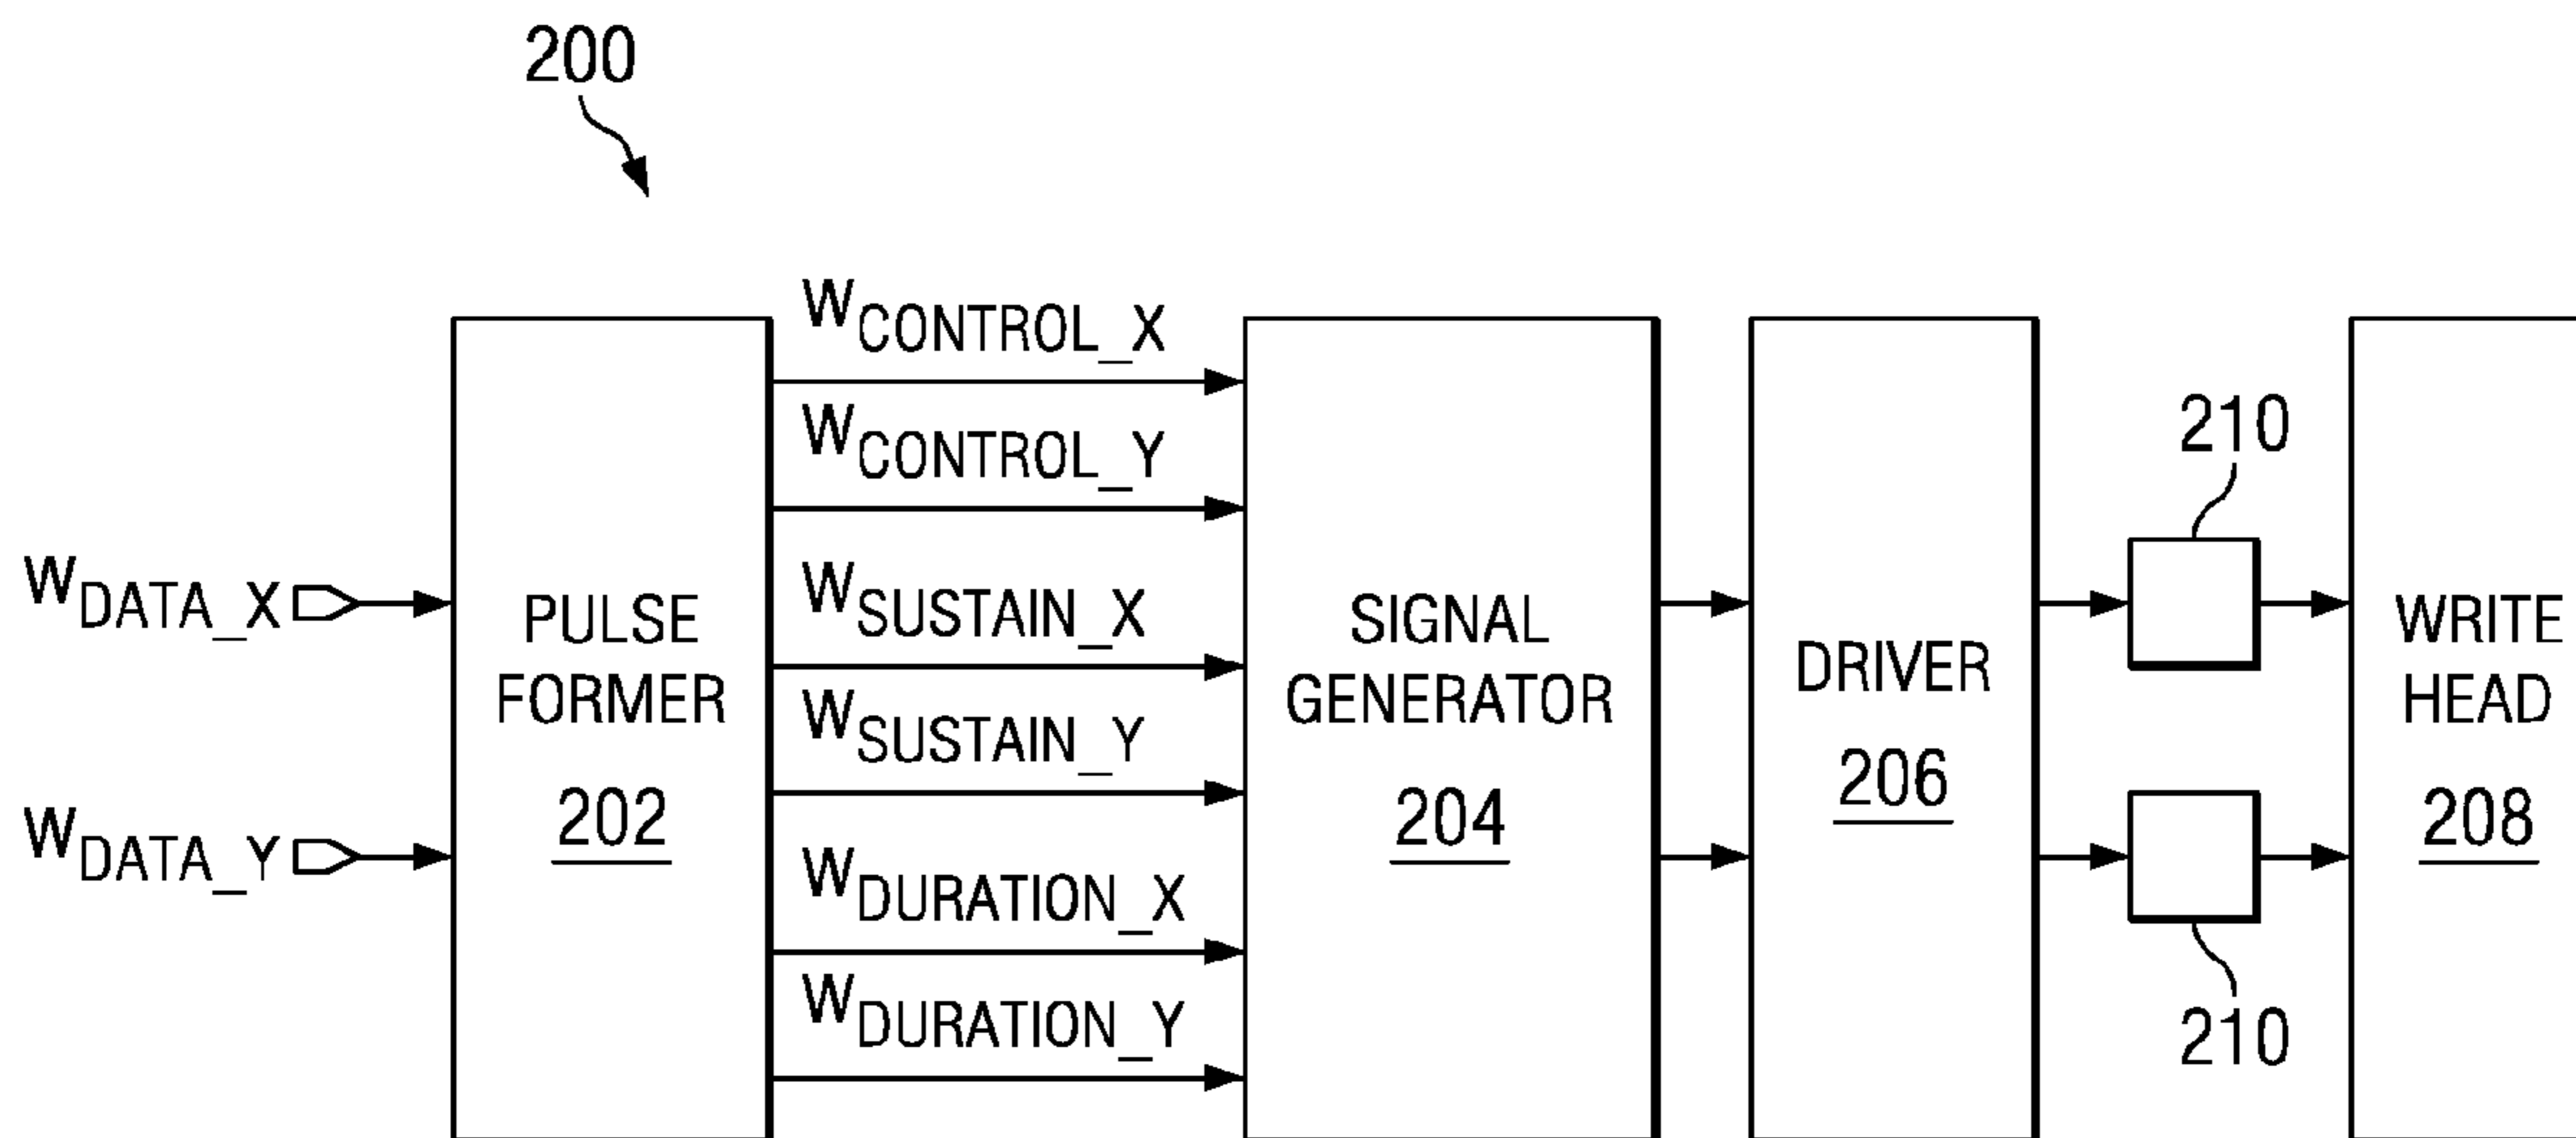 200
W_CONTROL_X
W_CONTROL_Y
210
W_DATA_X
W_DATA_Y
PULSE
FORMER
202
W_SUSTAIN_X
W_SUSTAIN_Y
W_DURATION_X
W_DURATION_Y
SIGNAL
GENERATOR
204
DRIVER
206
210
WRITE
HEAD
208